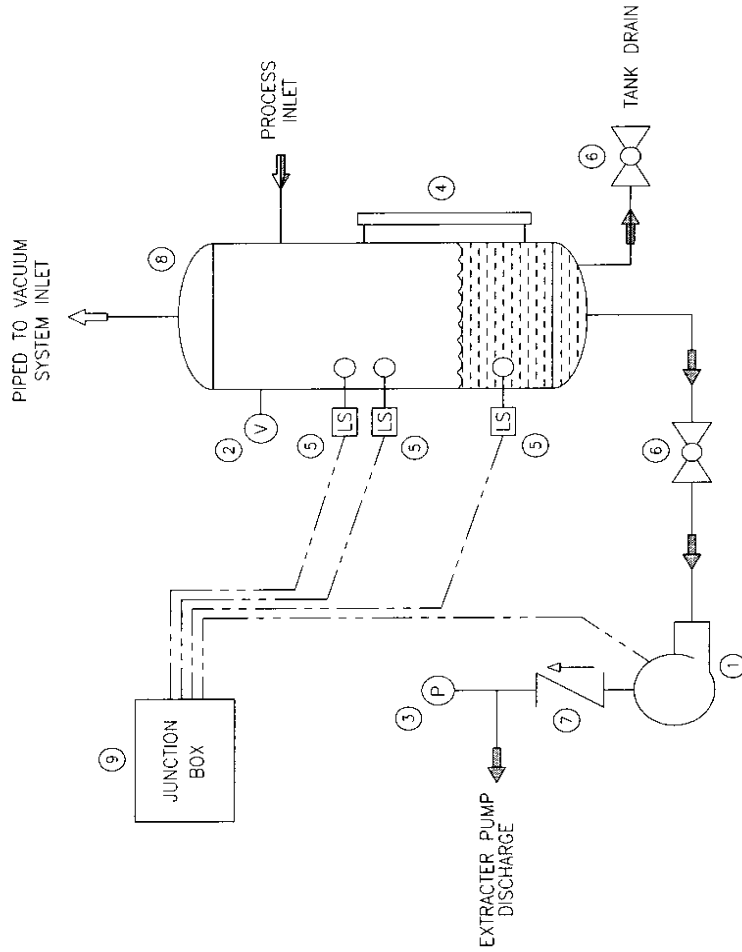 PIPED TO VACUUM
SYSTEM INLET
PROCESS
INLET
8
2
V
5
LS
LS
5
4
LS
5
6
TANK DRAIN
9
JUNCTION
BOX
6
3
P
7
1
EXTRACTER PUMP
DISCHARGE